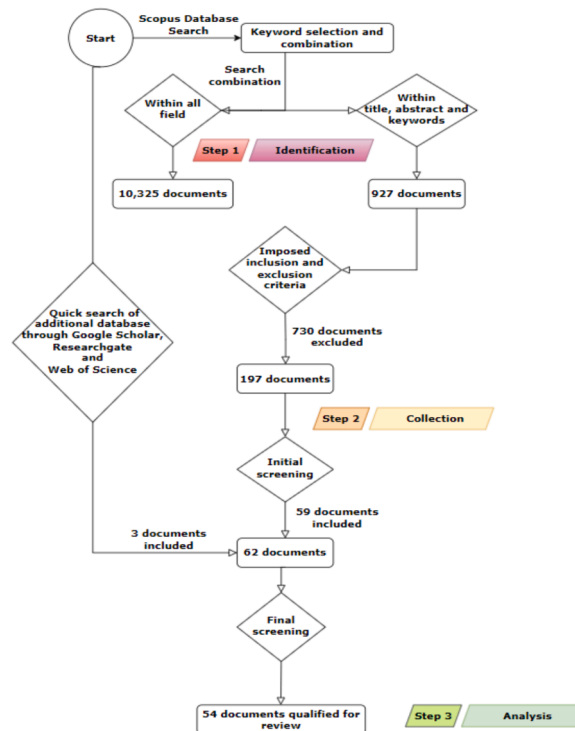 Start
Scopus Database
Search
Keyword selection and
combination
Search
combination
Within all
field
Within
title, abstract and
keywords
Step 1
Identification
10,325 documents
927 documents
Imposed
inclusion and
exclusion
criteria
Quick search of
additional database
through Google Scholar,
Researchgate
and
Web of Science
730 documents
excluded
197 documents
Step 2
Collection
Initial
screening
59 documents
included
3 documents
included
62 documents
Final
screening
54 documents qualified for
review
Step 3
Analysis